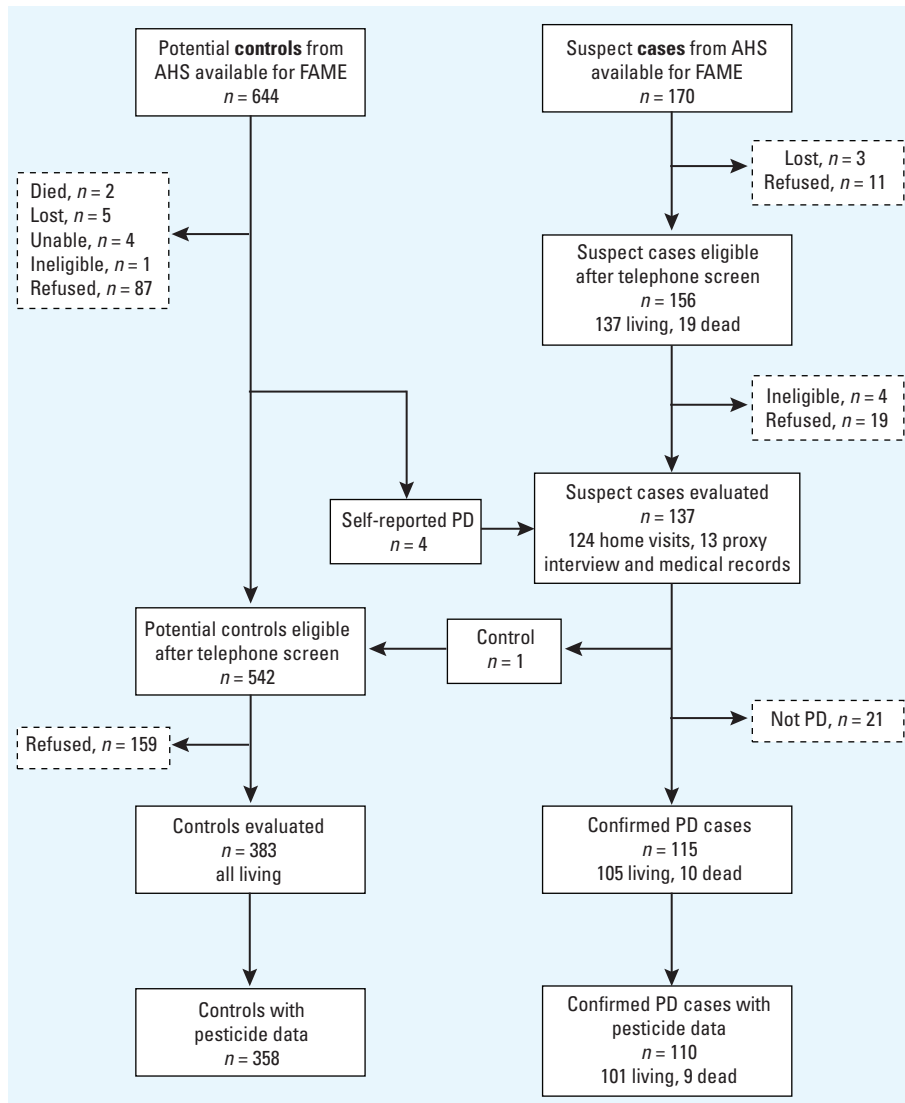 Potential controls from
AHS available for FAME
n = 644
Suspect cases from AHS
available for FAME
n = 170
Lost, n = 3
Refused, n = 11
Died, n = 2
Lost, n = 5
Unable, n = 4
Ineligible, n = 1
Refused, n = 87
Suspect cases eligible
after telephone screen
n = 156
137 living, 19 dead
Ineligible, n = 4
Refused, n = 19
Self-reported PD
n = 4
Suspect cases evaluated
n = 137
124 home visits, 13 proxy
interview and medical records
Potential controls eligible
after telephone screen
n = 542
Control
n = 1
Not PD, n = 21
Refused, n = 159
Controls evaluated
n = 383
all living
Confirmed PD cases
n = 115
105 living, 10 dead
Controls with
pesticide data
n = 358
Confirmed PD cases with
pesticide data
n = 110
101 living, 9 dead